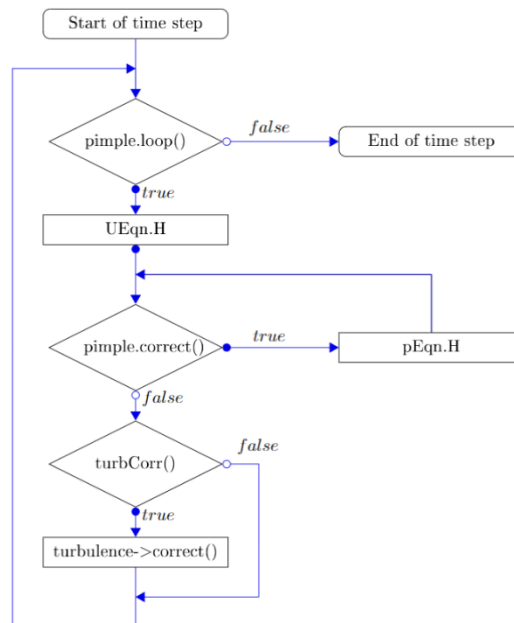 Start of time step
pimple.loop()
false
End of time step
true
UEqn.H
pimple.correct()
true
pEqn.H
false
turbCorr()
false
true
turbulence->correct()